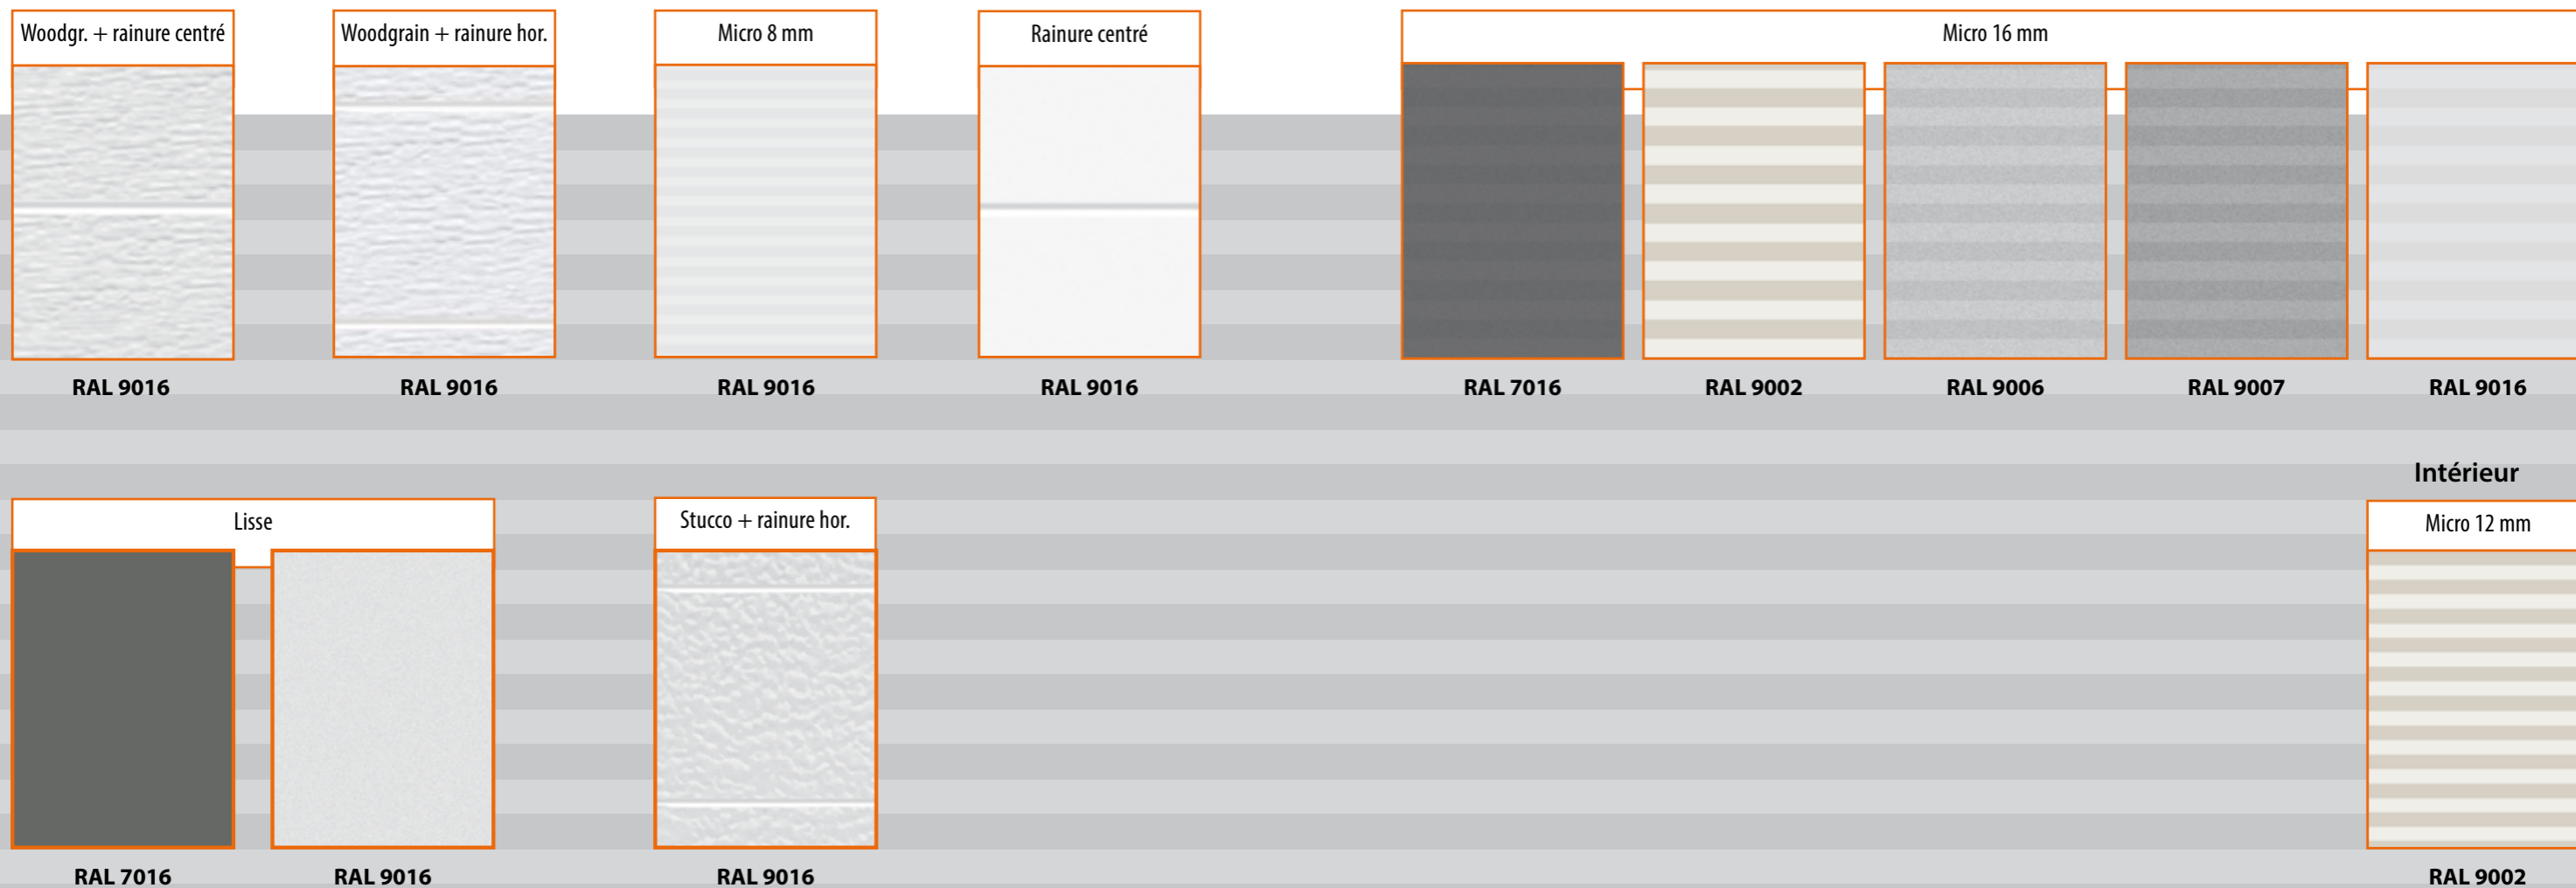 Woodgr. + rainure centré
Woodgrain + rainure hor.
Micro 8 mm
Rainure centré
Micro 16 mm
RAL 9016
RAL 9016
RAL 9016
RAL 9016
RAL 7016
RAL 9002
RAL 9006
RAL 9007
RAL 9016
Intérieur
Lisse
Stucco + rainure hor.
Micro 12 mm
RAL 7016
RAL 9016
RAL 9016
RAL 9002